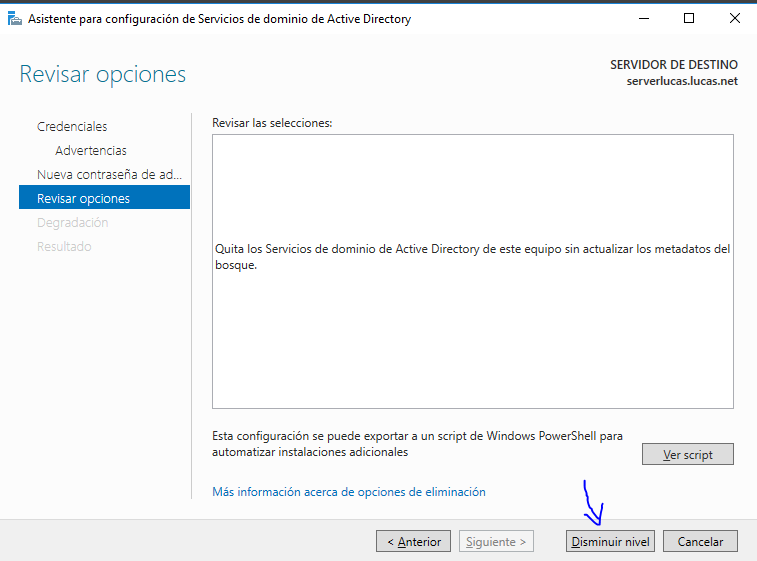 Asistente para configuración de Servicios de dominio de Active Directory
Revisar opciones
SERVIDOR DE DESTINO
serverlucas.lucas.net
Credenciales
Advertencias
Nueva contraseña de ad...
Revisar opciones
Degradación
Resultado
Revisar las selecciones:
Quita los Servicios de dominio de Active Directory de este equipo sin actualizar los metadatos del
bosque.
Esta configuración se puede exportar a un script de Windows PowerShell para
automatizar instalaciones adicionales
Ver script
Más información acerca de opciones de eliminación
< Anterior
Siguiente >
Disminuir nivel
Cancelar